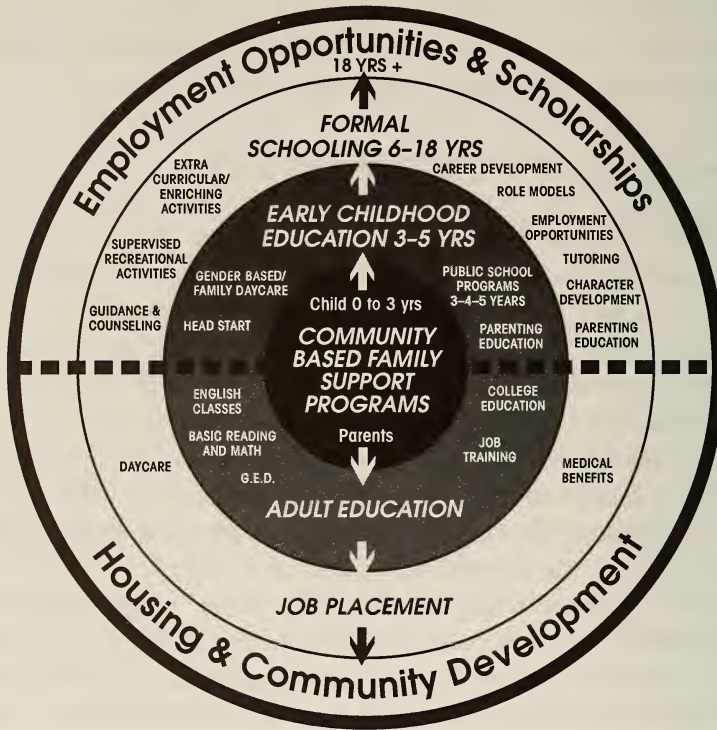 Employment Opportunities & Scholarships
18 YRS +
FORMAL
SCHOOLING 6–18 YRS
EXTRA
CURRICULAR/
ENRICHING
ACTIVITIES
SUPERVISED
RECREATIONAL
ACTIVITIES
GUIDANCE &
COUNSELING
CAREER DEVELOPMENT
ROLE MODELS
EMPLOYMENT
OPPORTUNITIES
TUTORING
CHARACTER
DEVELOPMENT
PARENTING
EDUCATION
EARLY CHILDHOOD
EDUCATION 3–5 YRS
GENDER BASED/
FAMILY DAYCARE
HEAD START
PUBLIC SCHOOL
PROGRAMS
3–4–5 YEARS
PARENTING
EDUCATION
Child 0 to 3 yrs
COMMUNITY
BASED FAMILY
SUPPORT
PROGRAMS
Parents
ENGLISH
CLASSES
BASIC READING
AND MATH
G.E.D.
COLLEGE
EDUCATION
JOB
TRAINING
ADULT EDUCATION
DAYCARE
MEDICAL
BENEFITS
JOB PLACEMENT
Housing & Community Development